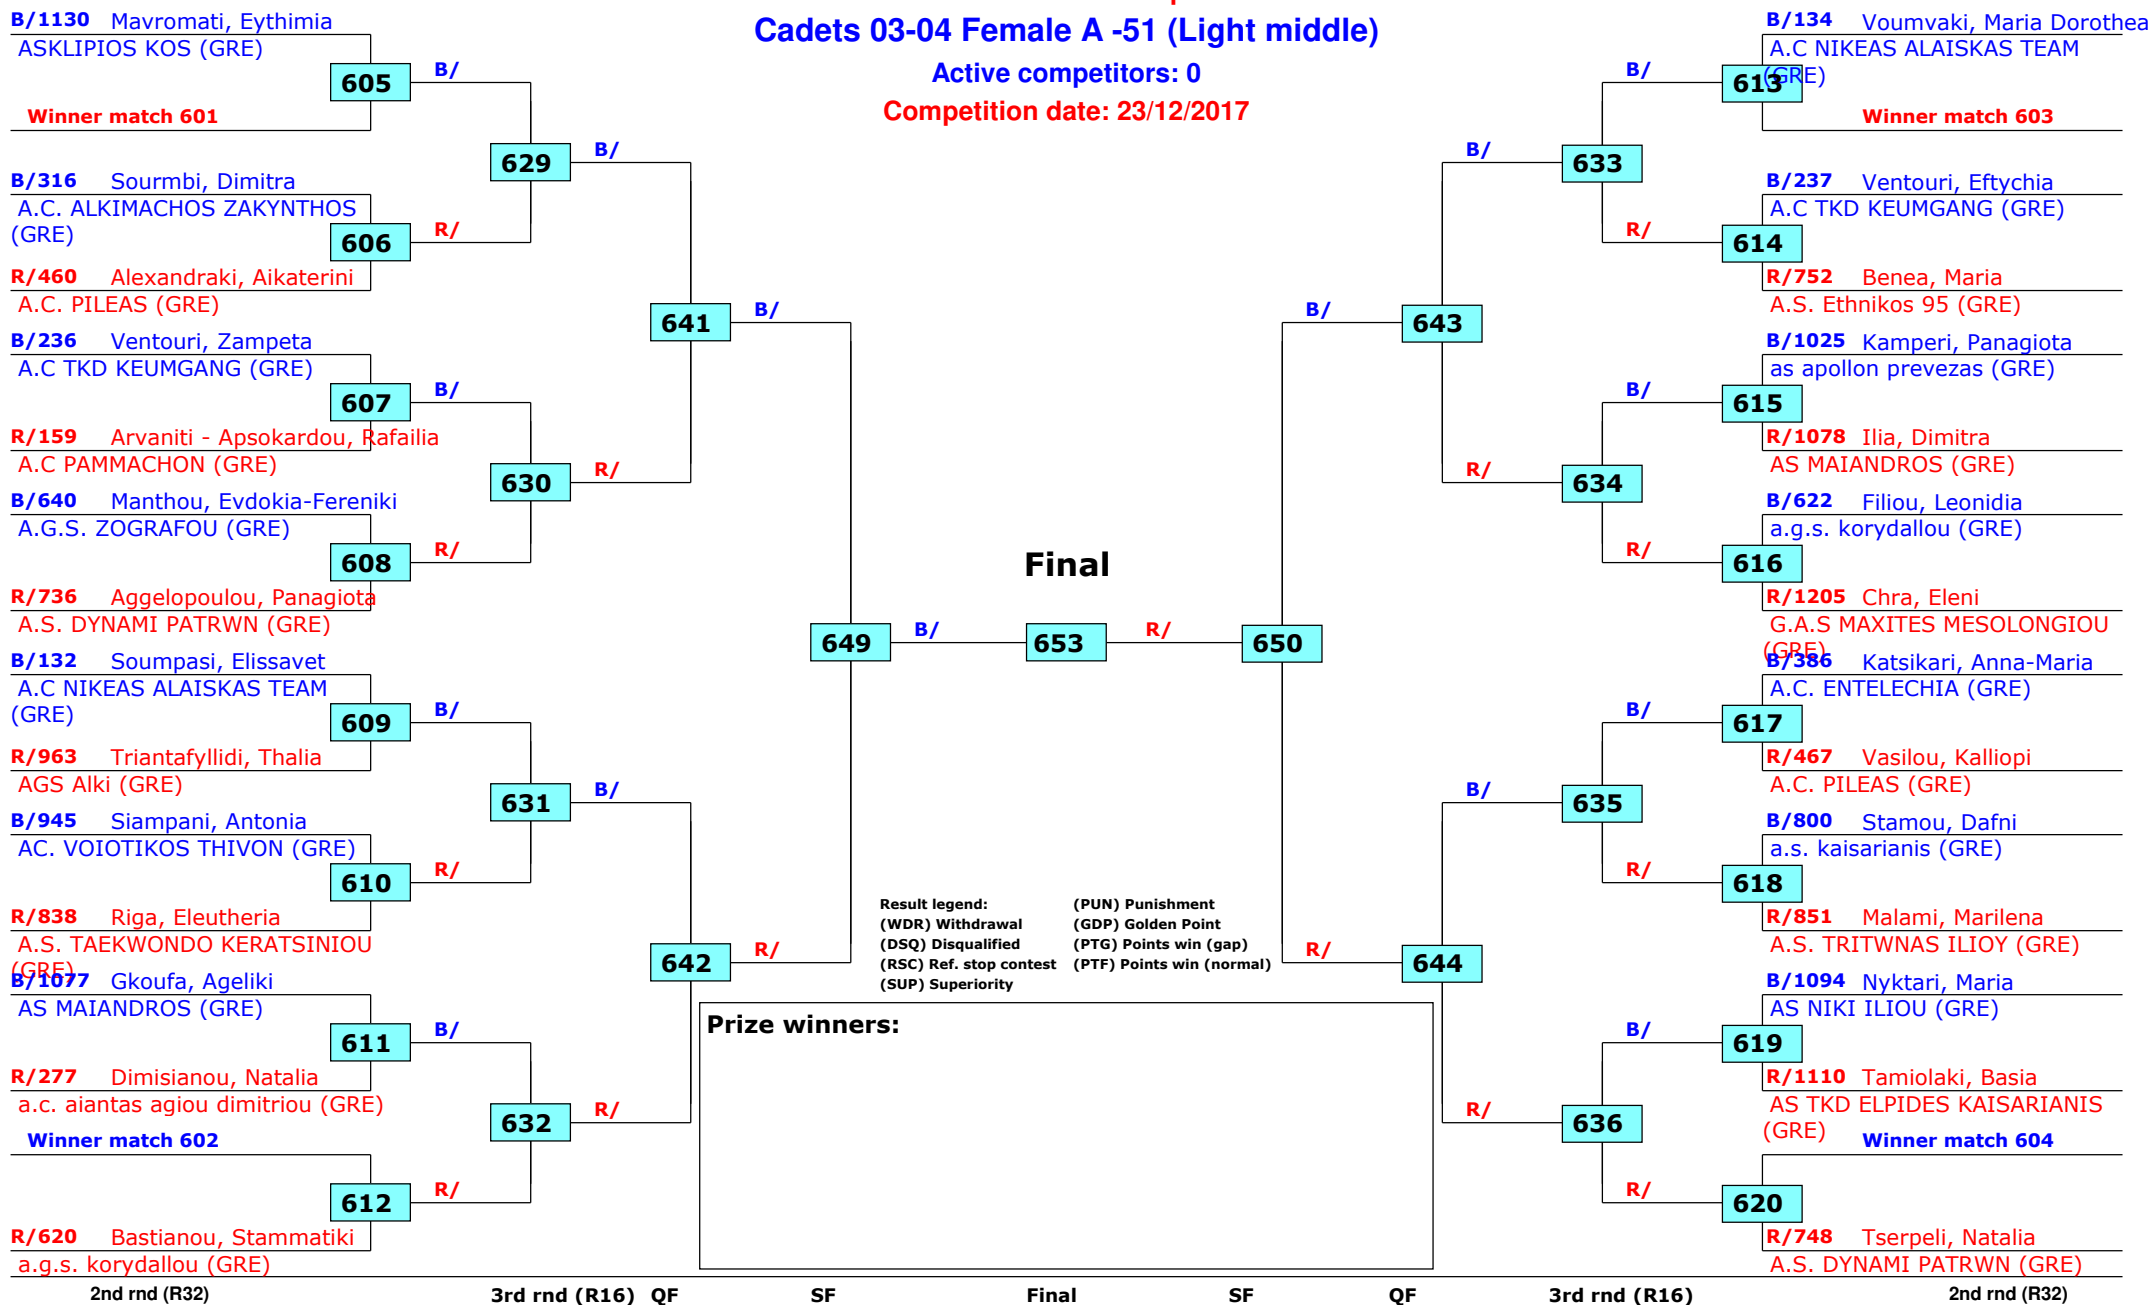 Cadets 03-04 Female A -51 (Light middle)
Active competitors: 0
Competition date: 23/12/2017
B/1130 Mavromati, Eythimia
ASKLIPIOS KOS (GRE)
605
B/
Winner match 601
629
B/
B/316 Sourmbi, Dimitra
A.C. ALKIMACHOS ZAKYNTHOS
(GRE)
606
R/
R/460 Alexandraki, Aikaterini
A.C. PILEAS (GRE)
641
B/
B/236 Ventouri, Zampeta
A.C TKD KEUMGANG (GRE)
607
B/
R/159 Arvaniti - Apsokardou, Rafailia
A.C PAMMACHON (GRE)
630
R/
B/640 Manthou, Evdokia-Fereniki
A.G.S. ZOGRAFOU (GRE)
608
R/
R/736 Aggelopoulou, Panagiota
A.S. DYNAMI PATRWN (GRE)
649
B/
B/132 Soumpasi, Elissavet
A.C NIKEAS ALAISKAS TEAM
(GRE)
609
B/
R/963 Triantafyllidi, Thalia
AGS Alki (GRE)
631
B/
B/945 Siampani, Antonia
AC. VOIOTIKOS THIVON (GRE)
610
R/
R/838 Riga, Eleutheria
A.S. TAEKWONDO KERATSINIOU
(GRE)
642
R/
B/1077 Gkoufa, Ageliki
AS MAIANDROS (GRE)
611
B/
R/277 Dimisianou, Natalia
a.c. aiantas agiou dimitriou (GRE)
632
R/
Winner match 602
612
R/
R/620 Bastianou, Stammatiki
a.g.s. korydallou (GRE)
Final
653
R/
650
Result legend:
(WDR) Withdrawal
(DSQ) Disqualified
(RSC) Ref. stop contest
(SUP) Superiority
(PUN) Punishment
(GDP) Golden Point
(PTG) Points win (gap)
(PTF) Points win (normal)
Prize winners:
B/134 Voumvaki, Maria Dorothea
A.C NIKEAS ALAISKAS TEAM
(GRE)
B/
613
Winner match 603
B/
633
B/237 Ventouri, Eftychia
A.C TKD KEUMGANG (GRE)
R/
614
R/752 Benea, Maria
A.S. Ethnikos 95 (GRE)
B/
643
B/1025 Kamperi, Panagiota
as apollon prevezas (GRE)
B/
615
R/1078 Ilia, Dimitra
AS MAIANDROS (GRE)
R/
634
B/622 Filiou, Leonidia
a.g.s. korydallou (GRE)
R/
616
R/1205 Chra, Eleni
G.A.S MAXITES MESOLONGIOU
(GRE)
B/386 Katsikari, Anna-Maria
A.C. ENTELECHIA (GRE)
B/
617
R/467 Vasilou, Kalliopi
A.C. PILEAS (GRE)
B/
635
B/800 Stamou, Dafni
a.s. kaisarianis (GRE)
R/
618
R/851 Malami, Marilena
A.S. TRITWNAS ILIOY (GRE)
R/
644
B/1094 Nyktari, Maria
AS NIKI ILIOU (GRE)
B/
619
R/1110 Tamiolaki, Basia
AS TKD ELPIDES KAISARIANIS
(GRE)
R/
636
Winner match 604
R/
620
R/748 Tserpeli, Natalia
A.S. DYNAMI PATRWN (GRE)
2nd rnd (R32) 3rd rnd (R16) QF SF Final SF QF 3rd rnd (R16) 2nd rnd (R32)